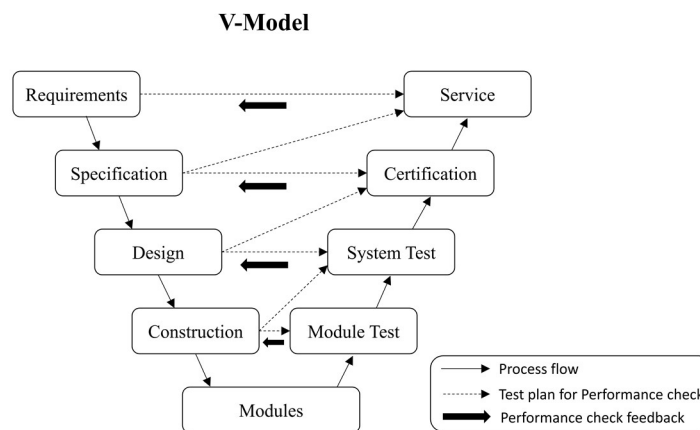 V-Model
Requirements
Service
Specification
Certification
Design
System Test
Construction
Module Test
Modules
Process flow
Test plan for Performance check
Performance check feedback